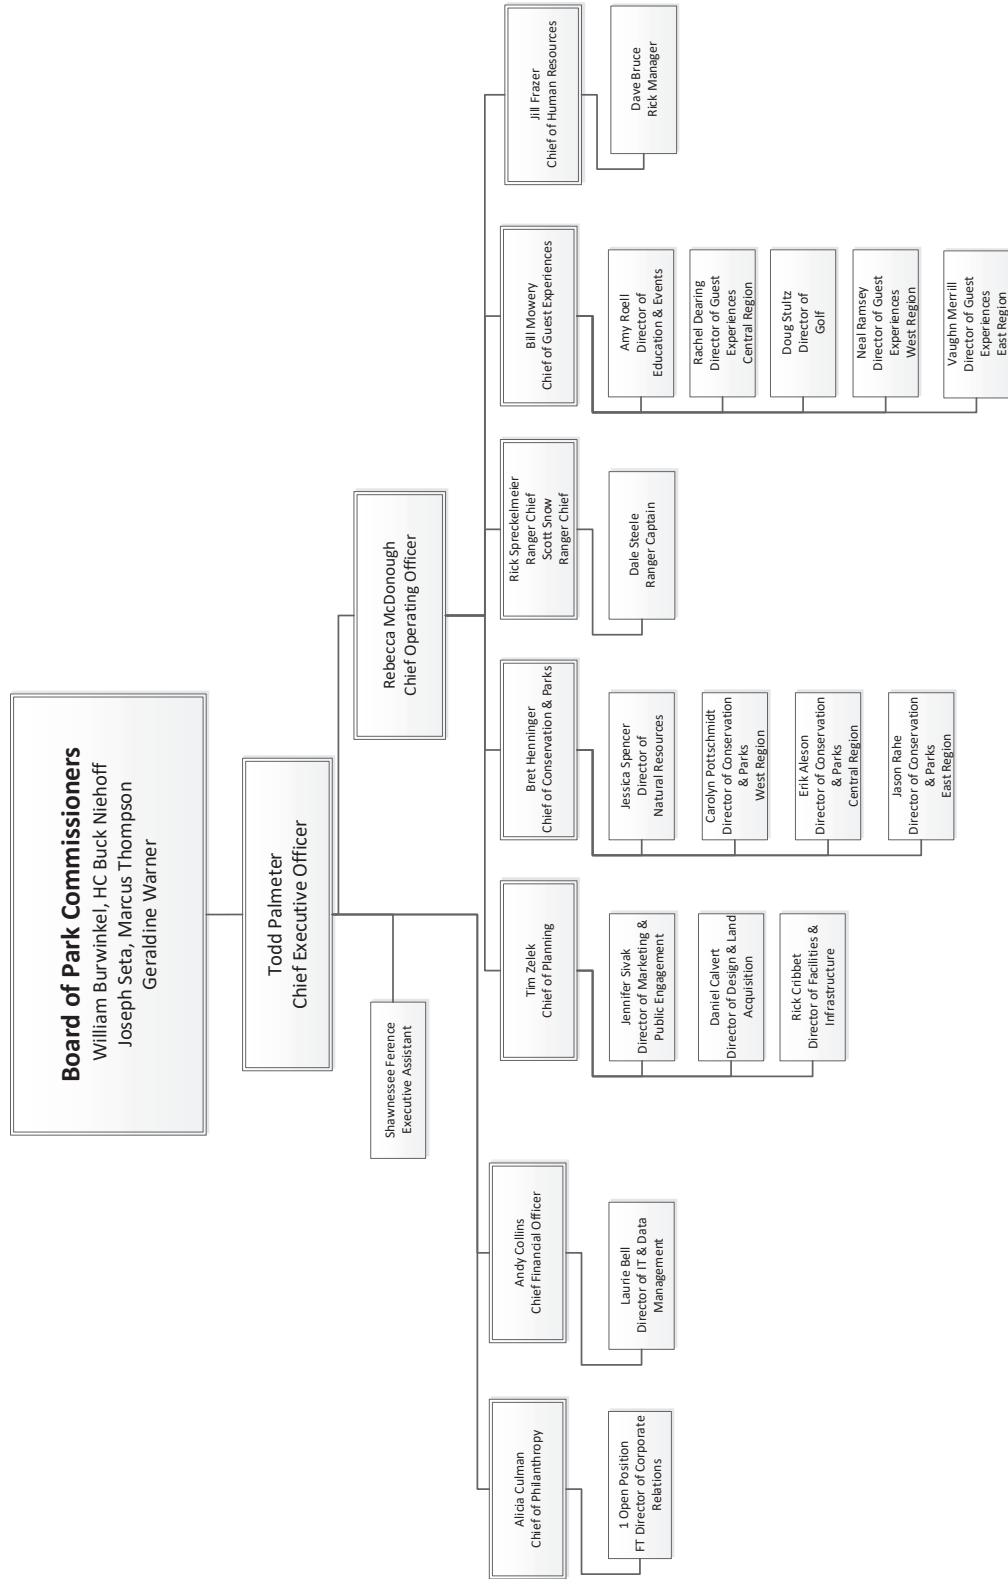 Board of Park Commissioners
William Burwinkel, HC Buck Niehoff
Joseph Seta, Marcus Thompson
Geraldine Warner
Todd Palmeter
Chief Executive Officer
Shawnessee Ference
Executive Assistant
Rebecca McDonough
Chief Operating Officer
Alicia Culman
Chief of Philanthropy
1 Open Position
FT Director of Corporate
Relations
Andy Collins
Chief Financial Officer
Laurie Bell
Director of IT & Data
Management
Tim Zelek
Chief of Planning
Jennifer Sivak
Director of Marketing &
Public Engagement
Daniel Calvert
Director of Design & Land
Acquisition
Rick Cribbet
Director of Facilities &
Infrastructure
Bret Henninger
Chief of Conservation & Parks
Jessica Spencer
Director of
Natural Resources
Carolyn Pottschmidt
Director of Conservation
& Parks
West Region
Erik Aleson
Director of Conservation
& Parks
Central Region
Jason Rahe
Director of Conservation
& Parks
East Region
Rick Spreckelmeier
Ranger Chief
Scott Snow
Ranger Chief
Dale Steele
Ranger Captain
Bill Mowery
Chief of Guest Experiences
Amy Roell
Director of
Education & Events
Rachel Dearing
Director of Guest
Experiences
Central Region
Doug Stultz
Director of
Golf
Neal Ramsey
Director of Guest
Experiences
West Region
Vaughn Merrill
Director of Guest
Experiences
East Region
Jill Frazer
Chief of Human Resources
Dave Bruce
Rick Manager